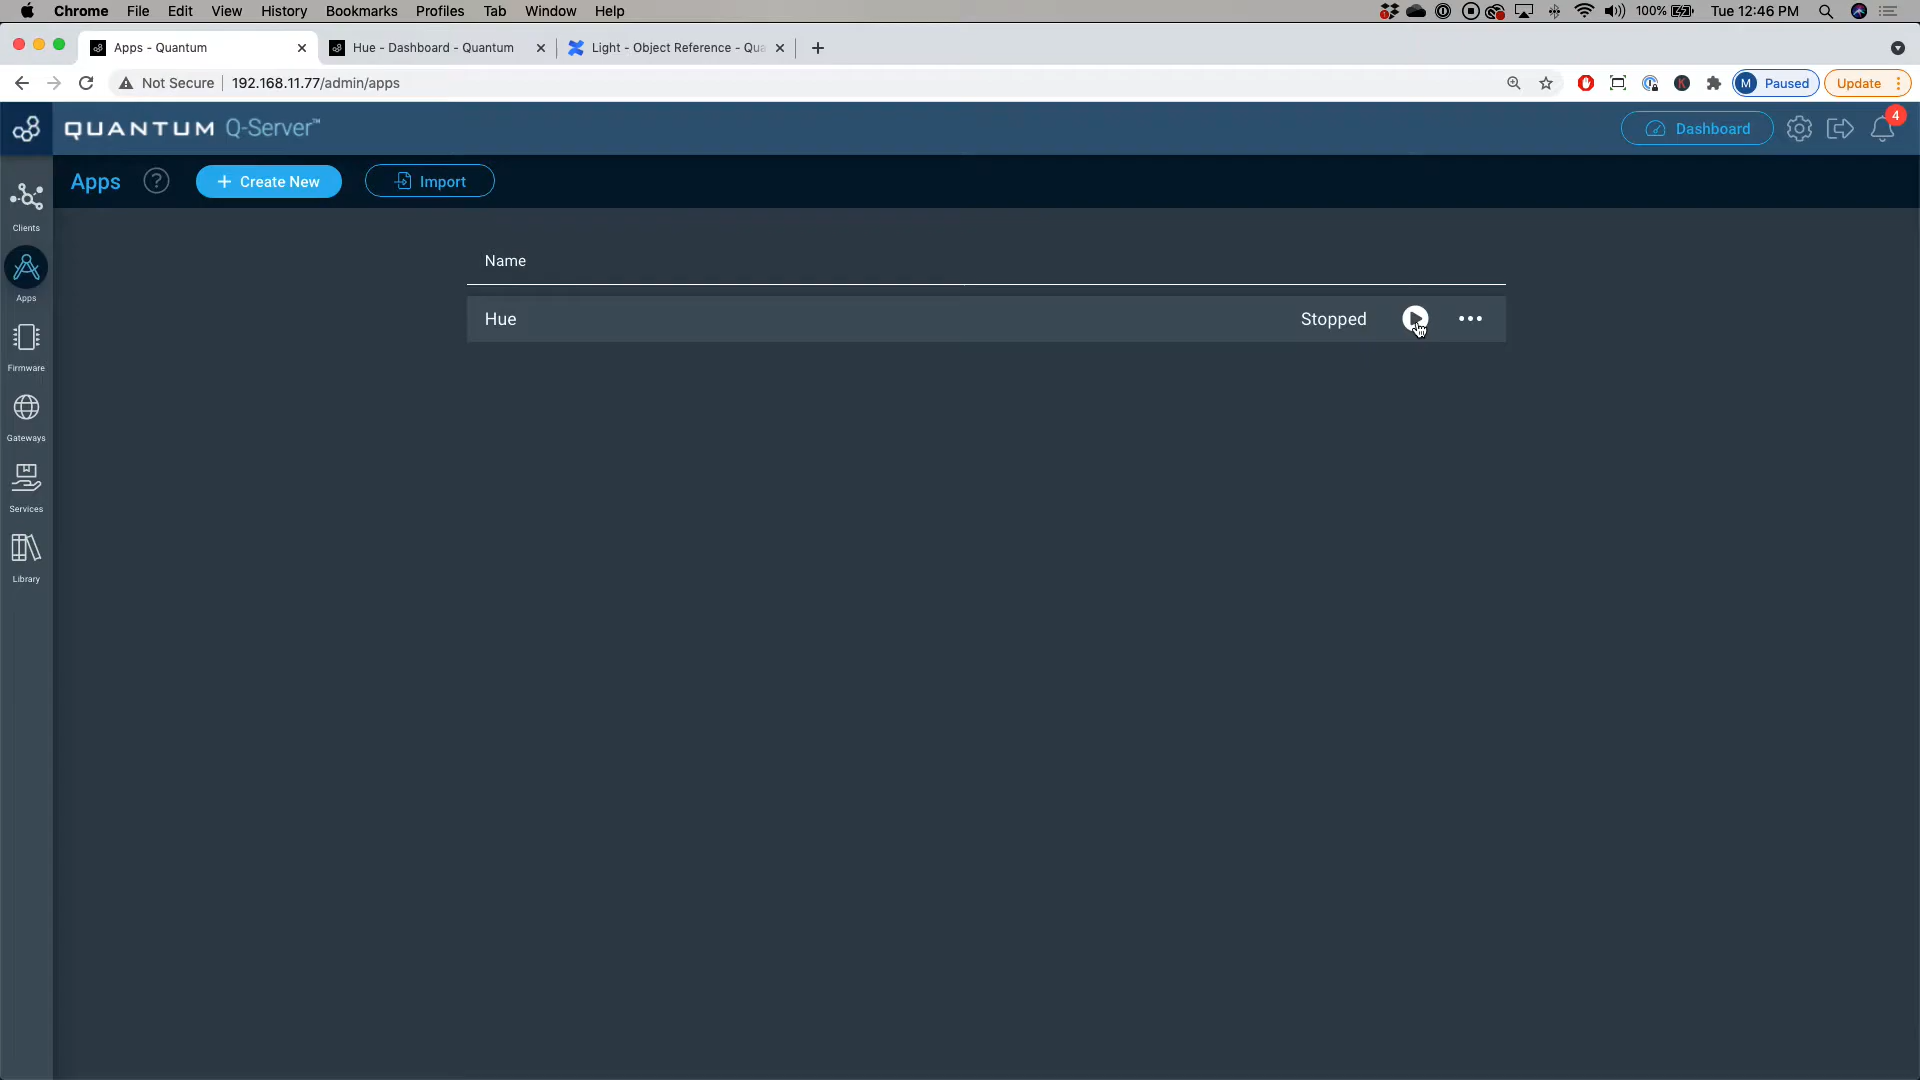 Chrome File Edit View History Bookmarks Profiles Tab Window Help 100% Tue 12:46 PM
Apps - Quantum Hue - Dashboard - Quantum Light - Object Reference - Qua
Not Secure 192.168.11.77/admin/apps M Paused Update
QUANTUM Q-Server™ Dashboard 4
Apps ? + Create New Import
Clients
Apps
Firmware
Gateways
Services
Library
Name
Hue Stopped